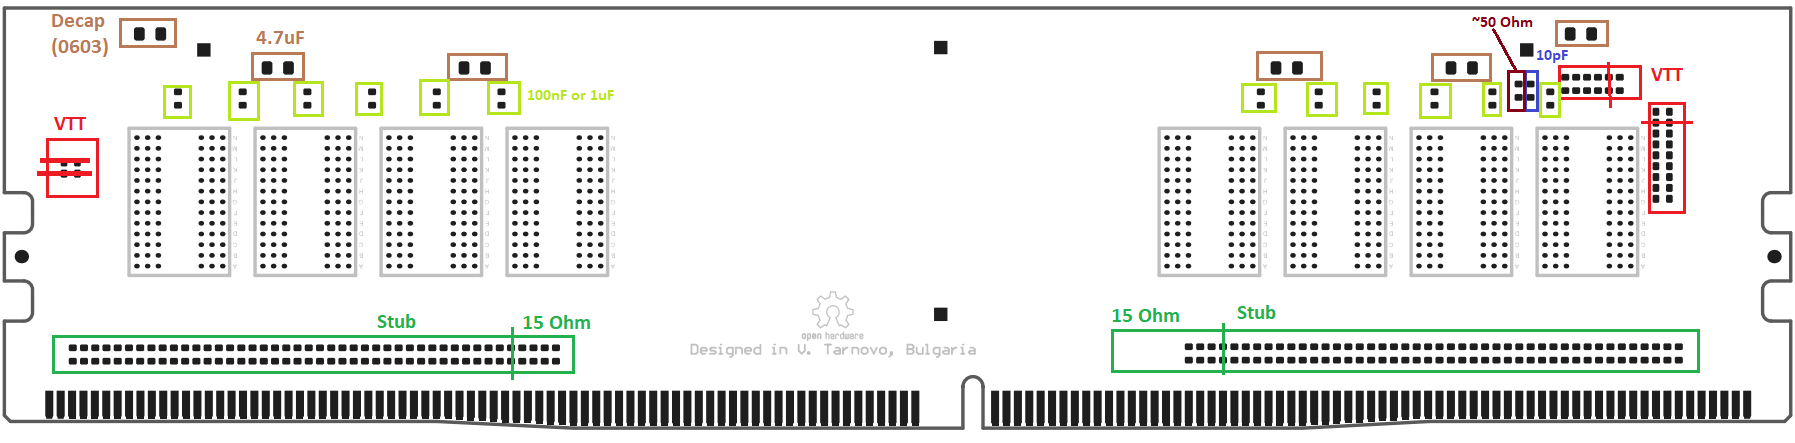 Decap
(0603)
4.7uF
~50 Ohm
10pF
VTT
100nF or 1uF
VTT
N
M
L
K
J
H
G
F
E
D
C
B
A
Stub
15 Ohm
15 Ohm
Stub
open hardware
Designed in V. Tarnovo, Bulgaria